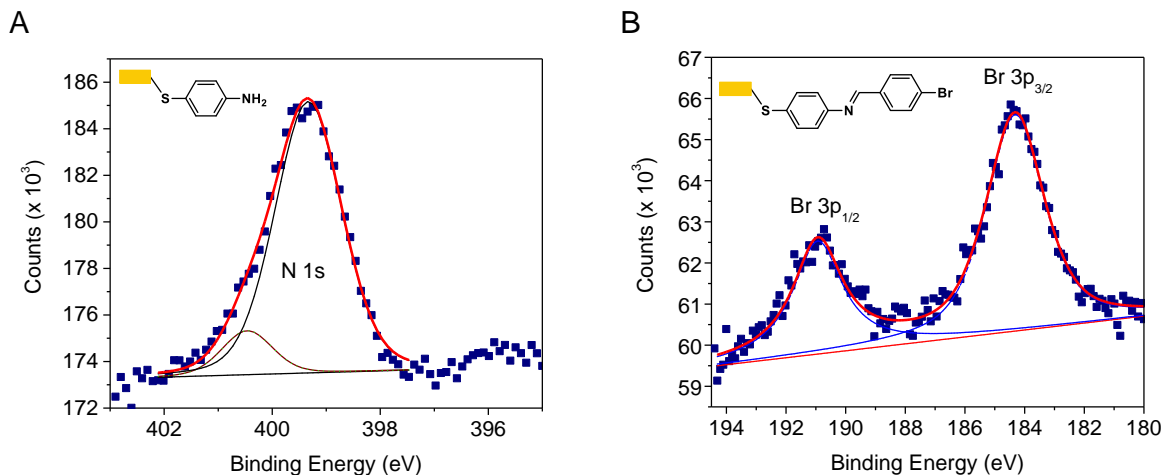 A
Counts (x 10³)
186
184
182
180
178
176
174
172
S
NH₂
N 1s
402 400 398 396
Binding Energy (eV)
B
Counts (x 10³)
67
66
65
64
63
62
61
60
59
S
N
Br
Br 3p₁/₂
Br 3p₃/₂
194 192 190 188 186 184 182 180
Binding Energy (eV)